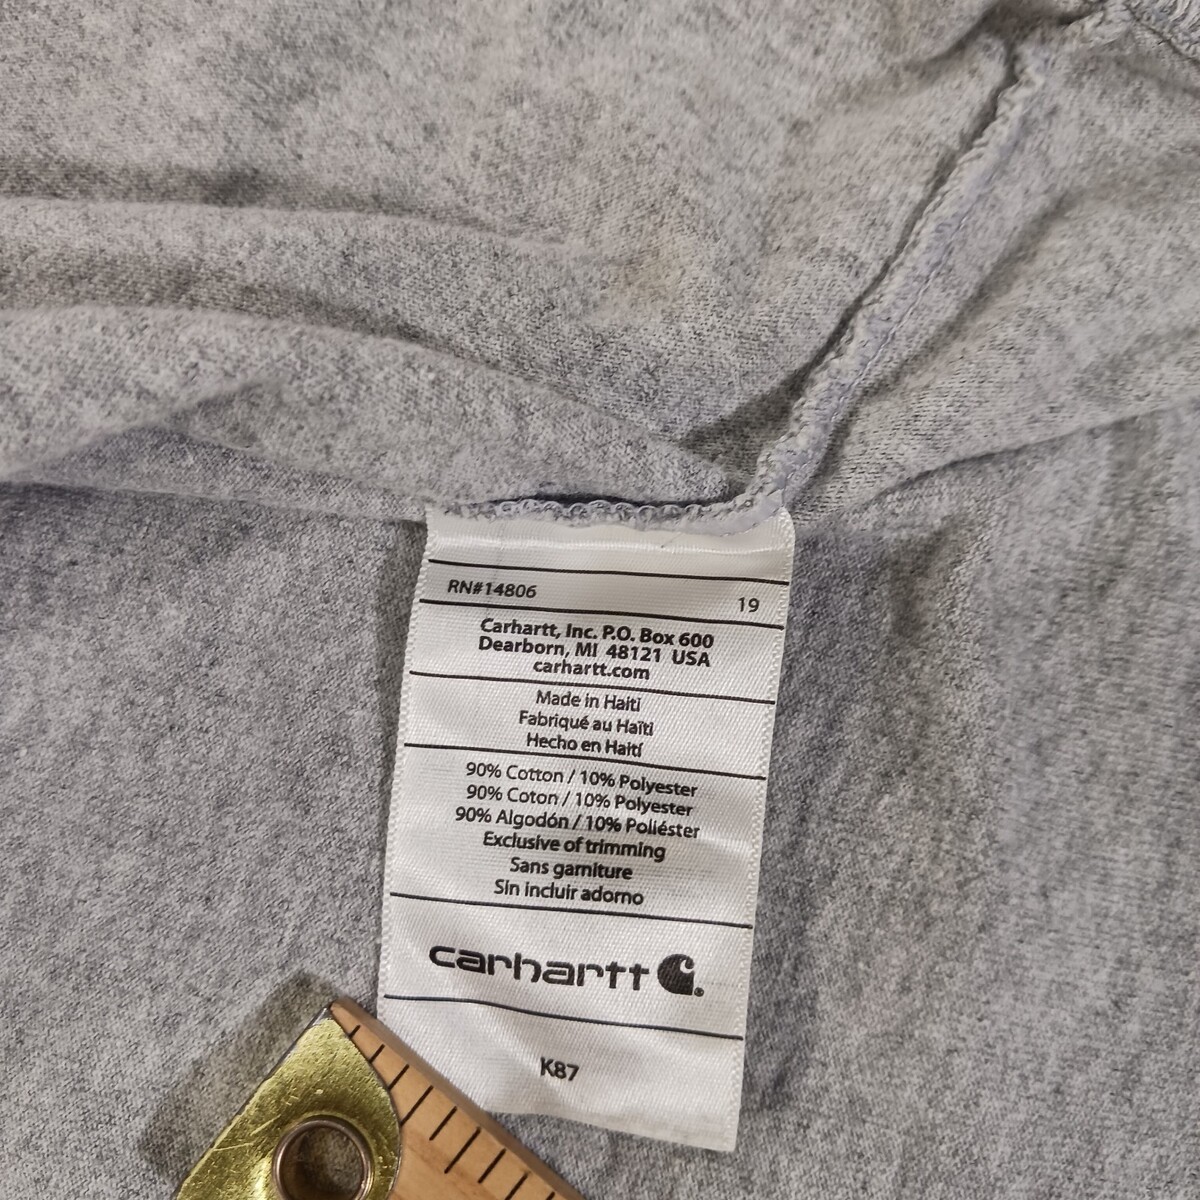 RN#14806
19
Carhartt, Inc. P.O. Box 600
Dearborn, MI 48121 USA
carhartt.com
Made in Haiti
Fabriqué au Haïti
Hecho en Haití
90% Cotton / 10% Polyester
90% Coton / 10% Polyester
90% Algodón / 10% Poliéster
Exclusive of trimming
Sans garniture
Sin incluir adorno
carhartt
K87